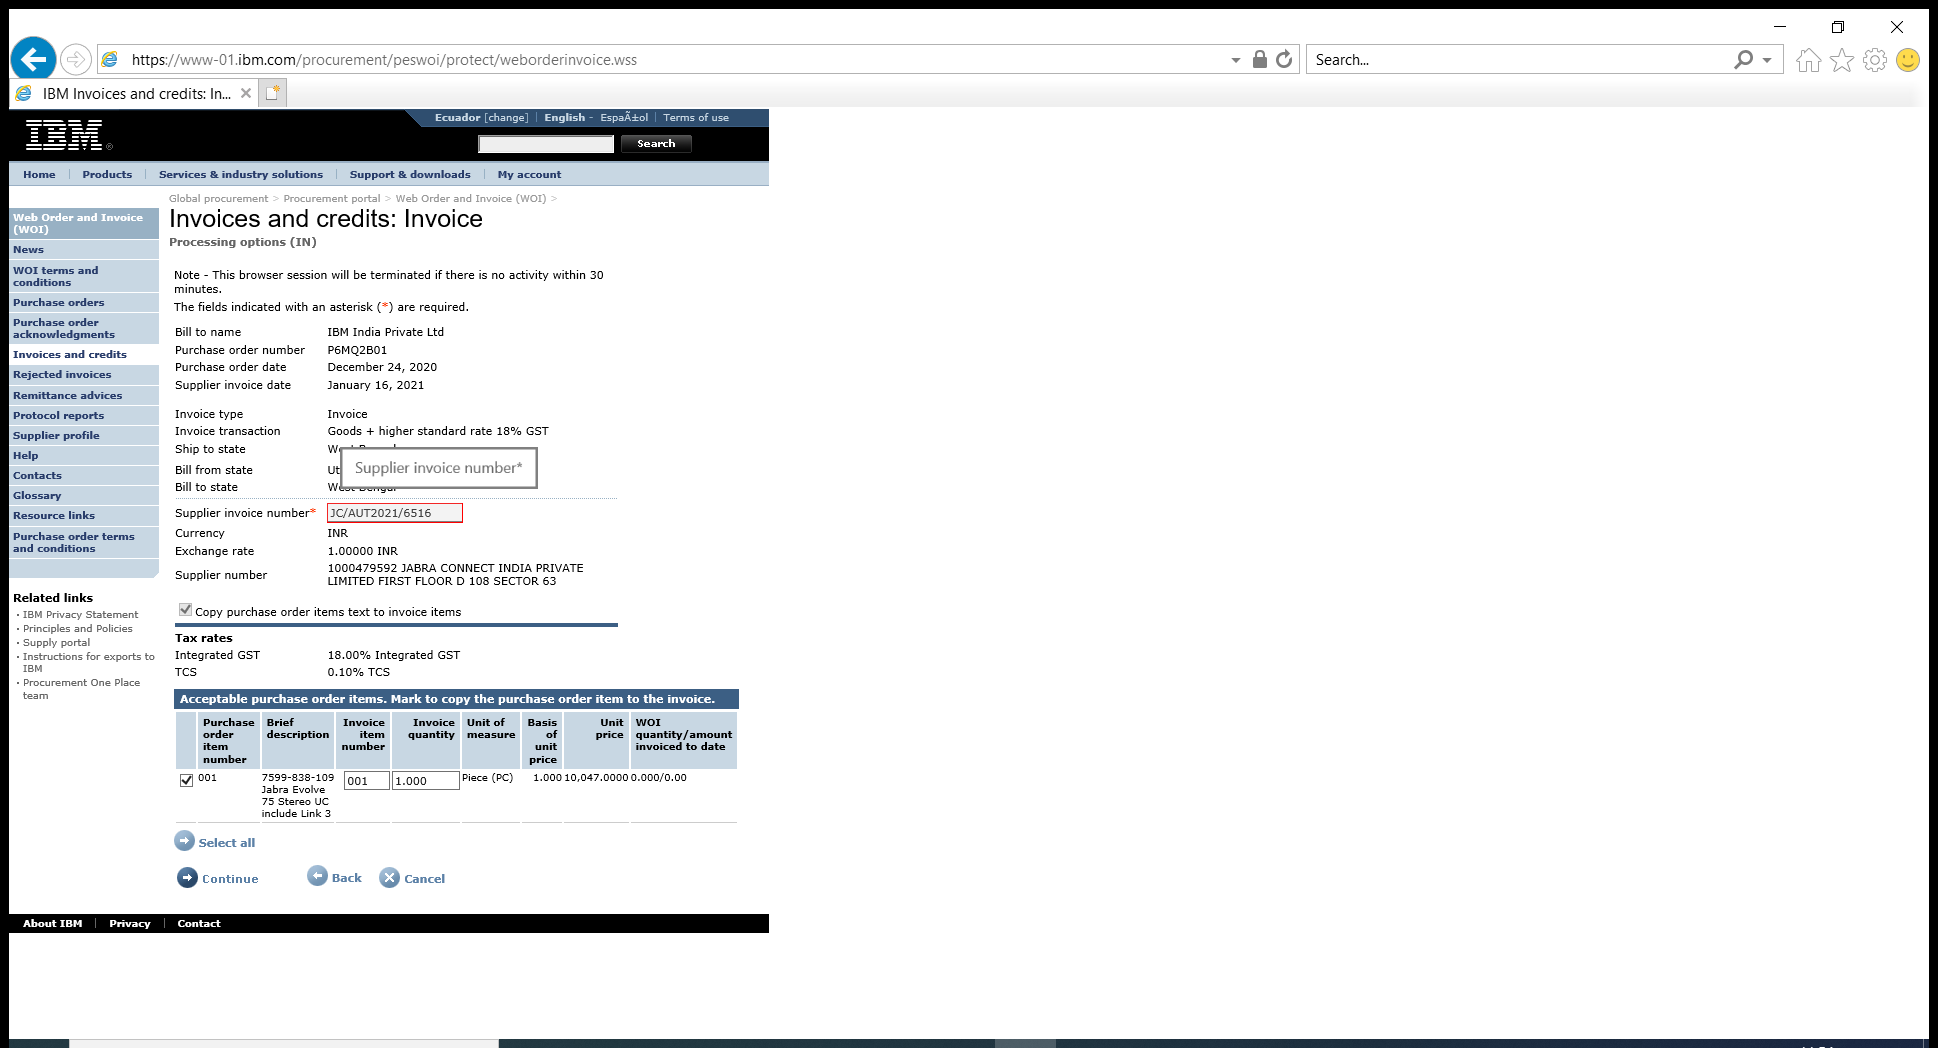 https://www-01.ibm.com/procurement/peswoi/protect/weborderinvoice.wss
Search...
IBM Invoices and credits: In...
Ecuador [change] English - EspaÃ±ol Terms of use
IBM
Search
Home Products Services & industry solutions Support & downloads My account
Global procurement > Procurement portal > Web Order and Invoice (WOI) >
Invoices and credits: Invoice
Processing options (IN)
Web Order and Invoice
(WOI)
News
WOI terms and
conditions
Purchase orders
Purchase order
acknowledgments
Invoices and credits
Rejected invoices
Remittance advices
Protocol reports
Supplier profile
Help
Contacts
Glossary
Resource links
Purchase order terms
and conditions
Related links
· IBM Privacy Statement
· Principles and Policies
· Supply portal
· Instructions for exports to
IBM
· Procurement One Place
team
Note - This browser session will be terminated if there is no activity within 30
minutes.
The fields indicated with an asterisk (*) are required.
Bill to name IBM India Private Ltd
Purchase order number P6MQ2B01
Purchase order date December 24, 2020
Supplier invoice date January 16, 2021
Invoice type Invoice
Invoice transaction Goods + higher standard rate 18% GST
Ship to state
Supplier invoice number*
Bill from state
Bill to state West Bengal
Supplier invoice number* JC/AUT2021/6516
Currency INR
Exchange rate 1.00000 INR
Supplier number 1000479592 JABRA CONNECT INDIA PRIVATE
LIMITED FIRST FLOOR D 108 SECTOR 63
Copy purchase order items text to invoice items
Tax rates
Integrated GST 18.00% Integrated GST
TCS 0.10% TCS
Acceptable purchase order items. Mark to copy the purchase order item to the invoice.
Purchase order item number Brief description Invoice item number Invoice quantity Unit of measure Basis of unit price Unit price WOI quantity/amount invoiced to date
001 7599-838-109 001 1.000 Piece (PC) 1.000 10,047.0000 0.000/0.00
Jabra Evolve
75 Stereo UC
include Link 3
Select all
Continue Back Cancel
About IBM Privacy Contact